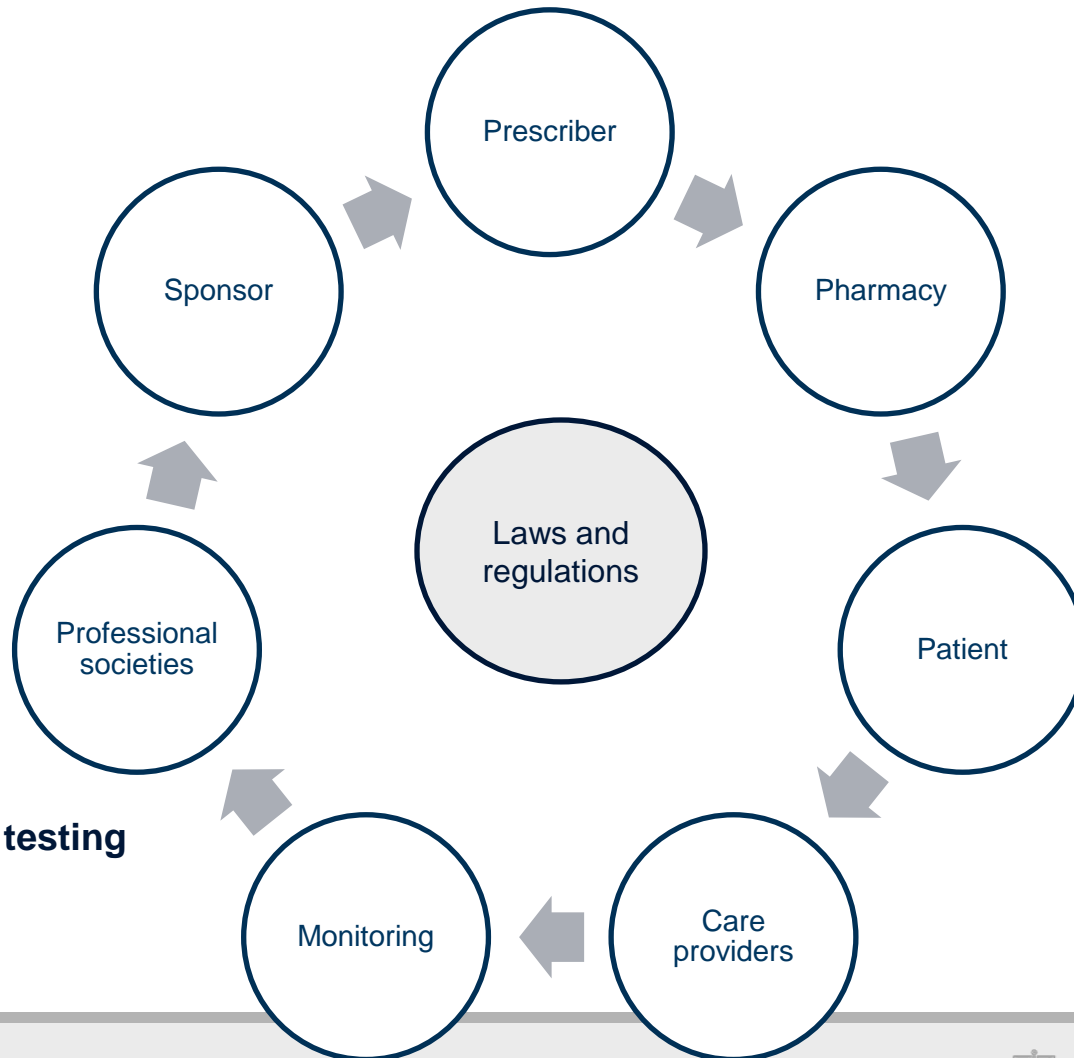 Prescriber
Sponsor
Pharmacy
Laws and
regulations
Professional
societies
Patient
testing
Monitoring
Care
providers